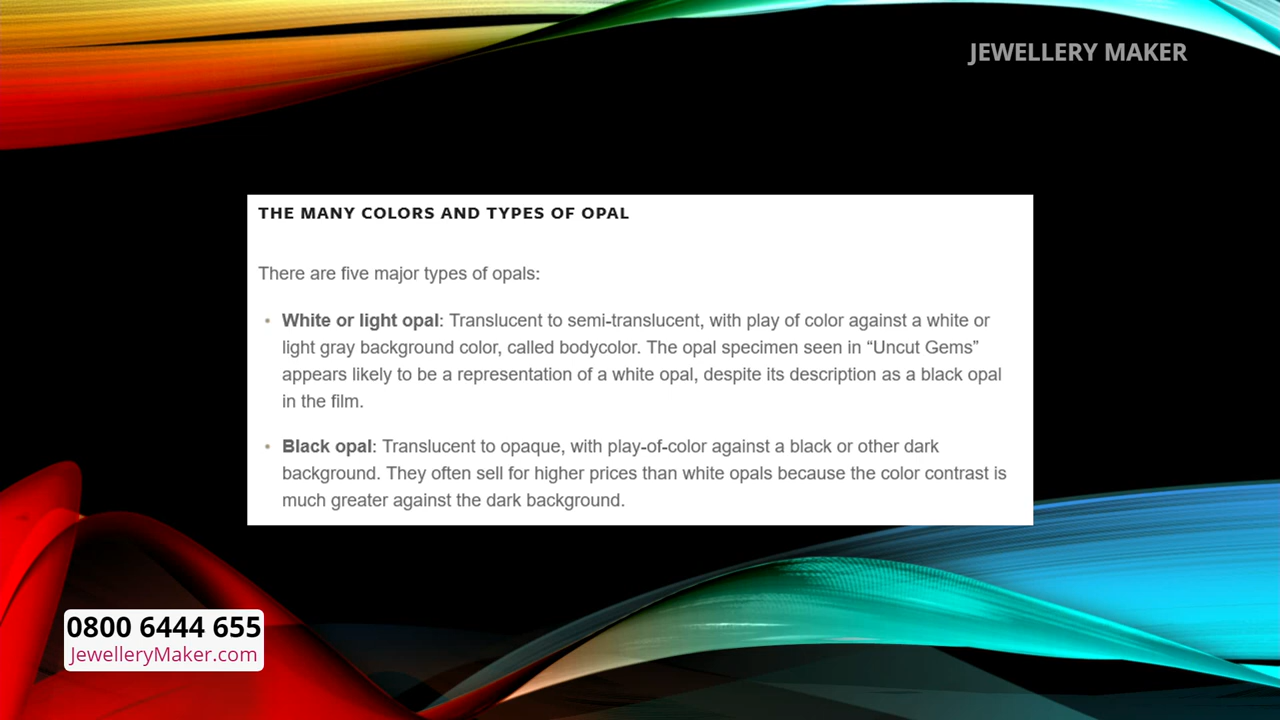 JEWELLERY MAKER
THE MANY COLORS AND TYPES OF OPAL
There are five major types of opals:
• White or light opal: Translucent to semi-translucent, with play of color against a white or
light gray background color, called bodycolor. The opal specimen seen in “Uncut Gems”
appears likely to be a representation of a white opal, despite its description as a black opal
in the film.
• Black opal: Translucent to opaque, with play-of-color against a black or other dark
background. They often sell for higher prices than white opals because the color contrast is
much greater against the dark background.
0800 6444 655
JewelleryMaker.com